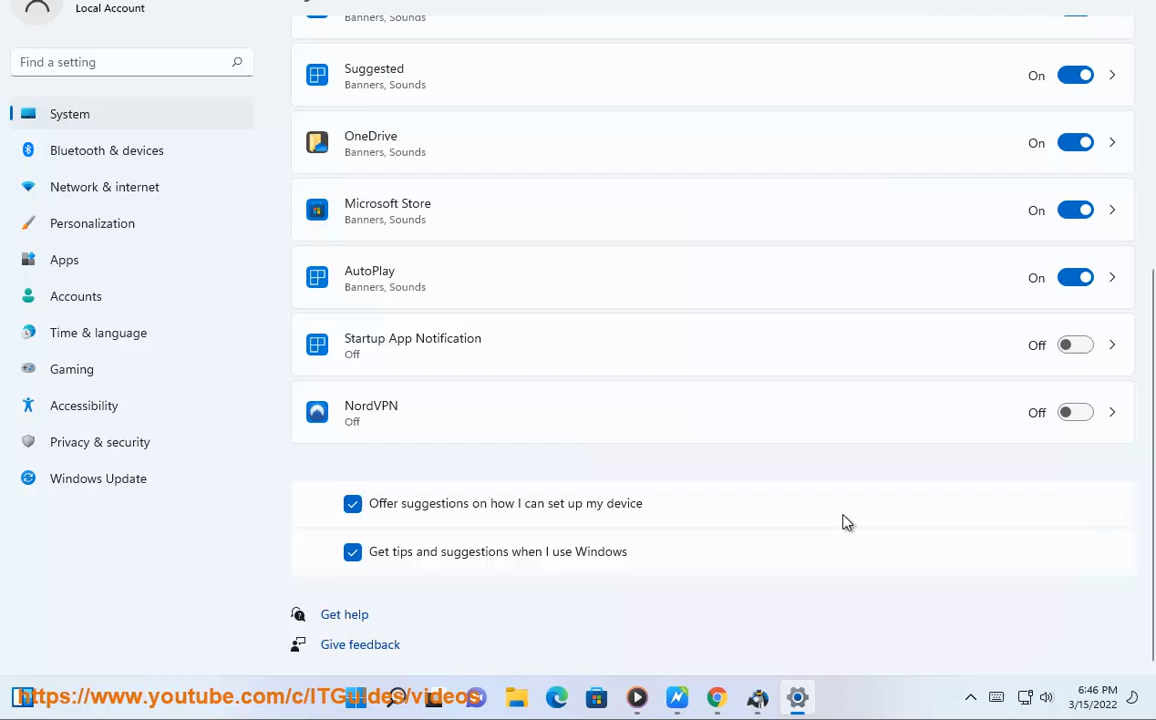 Local Account
Find a setting
System
Bluetooth & devices
Network & internet
Personalization
Apps
Accounts
Time & language
Gaming
Accessibility
Privacy & security
Windows Update
Banners, Sounds
Suggested
Banners, Sounds
On
OneDrive
Banners, Sounds
On
Microsoft Store
Banners, Sounds
On
AutoPlay
Banners, Sounds
On
Startup App Notification
Off
Off
NordVPN
Off
Off
Offer suggestions on how I can set up my device
Get tips and suggestions when I use Windows
Get help
Give feedback
https://www.youtube.com/c/ITGuides/videos
6:46 PM
3/15/2022